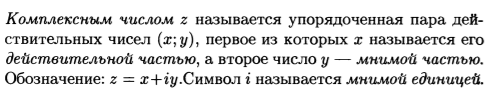 Комплексным числом z называется упорядоченная пара дей-
ствительных чисел (x; y), первое из которых x называется его
действительной частью, а второе число y — мнимой частью.
Обозначение: z = x+iy.Символ i называется мнимой единицей.